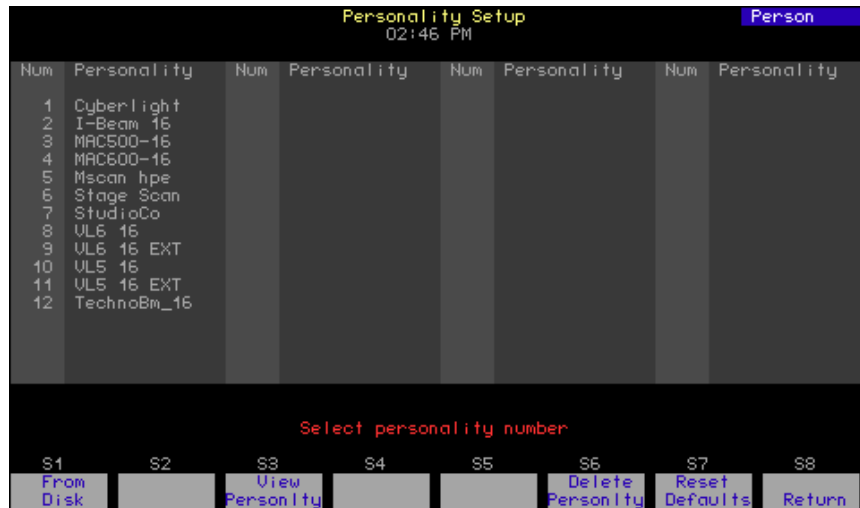 Personality Setup Person
02:46 PM
Num Personality Num Personality Num Personality Num Personality
1 Cyberlight
2 I-Beam 16
3 MAC500-16
4 MAC600-16
5 Mscan hpe
6 Stage Scan
7 StudioCo
8 VL6 16
9 VL6 16 EXT
10 VL5 16
11 VL5 16 EXT
12 TechnoBm_16
Select personality number
S1 S2 S3 S4 S5 S6 S7 S8
From View Delete Reset
Disk Personlty Personlty Defaults Return